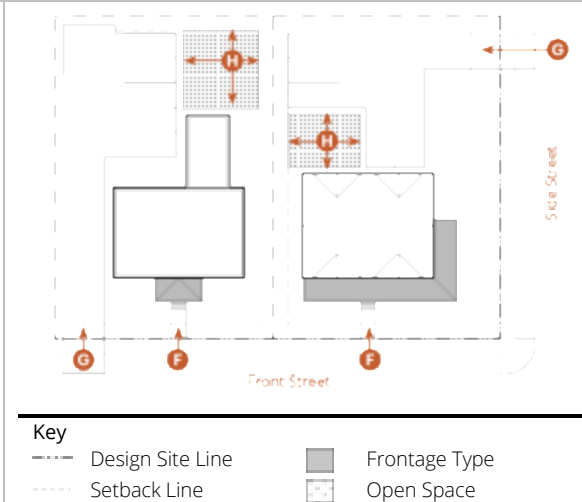 G
H
H
Side Street
G
F
F
Front Street
Key
Design Site Line
Frontage Type
Setback Line
Open Space